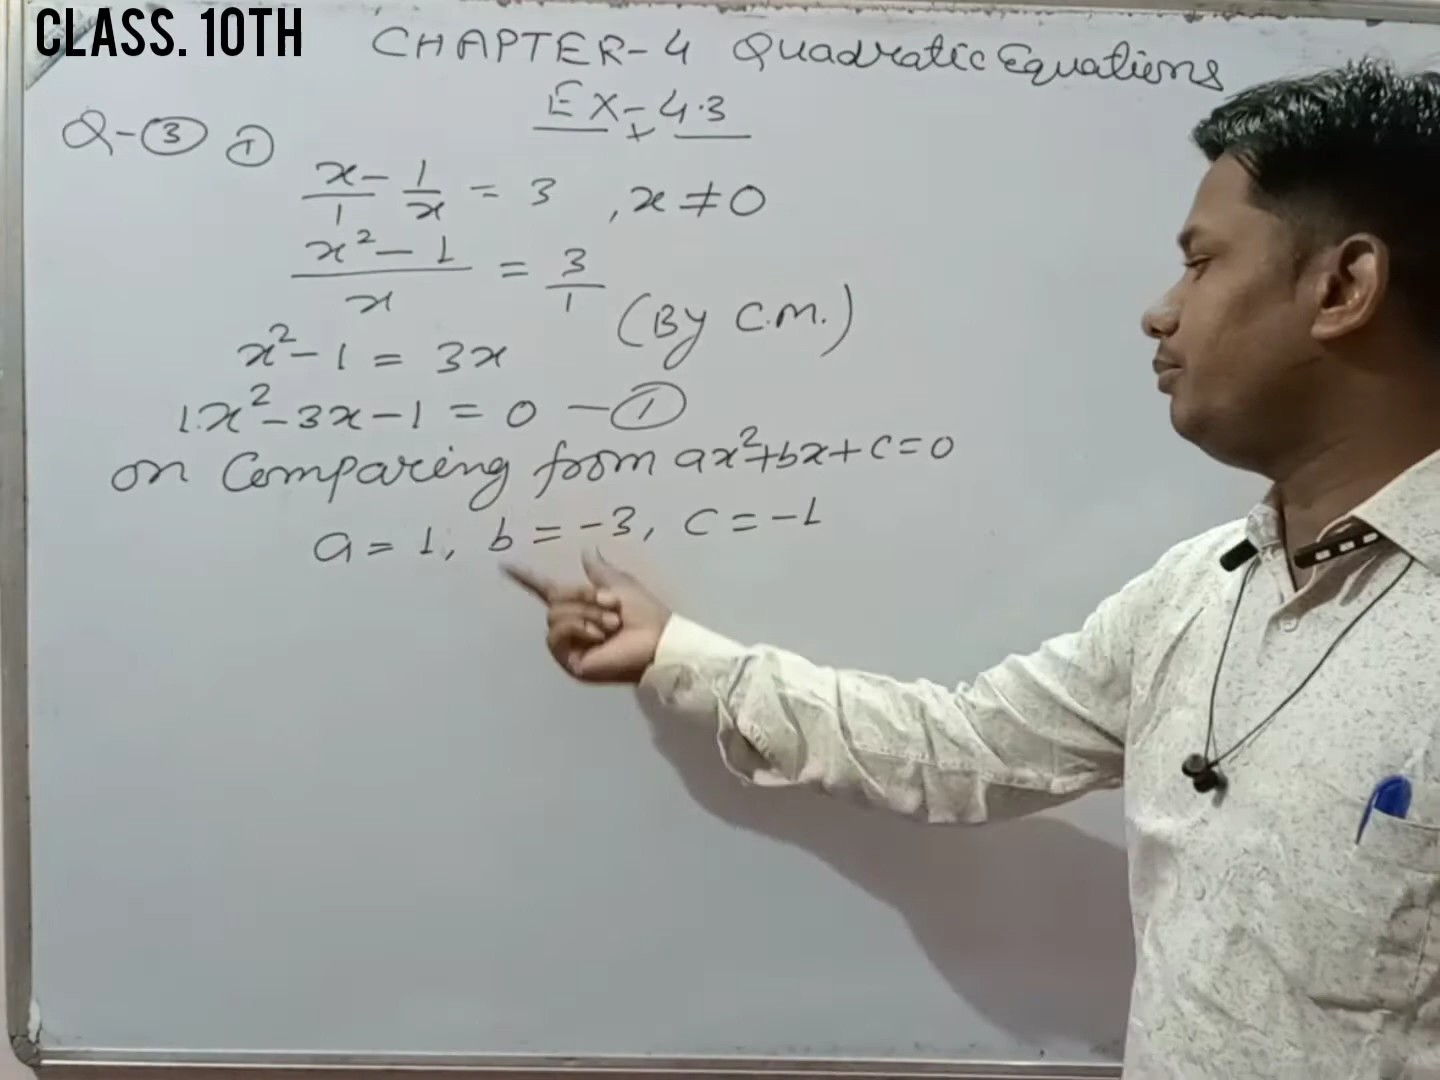 CLASS. 10TH
CHAPTER-4 Quadratic Equations
EX-4.3
Q-③ ①
x/1 - 1/x = 3 , x ≠ 0
(x² - 1)/x = 3/1
(By C.M.)
x² - 1 = 3x
1.x² - 3x - 1 = 0 — ①
on Comparing from ax²+bx+c=0
a = 1, b = -3, c = -1